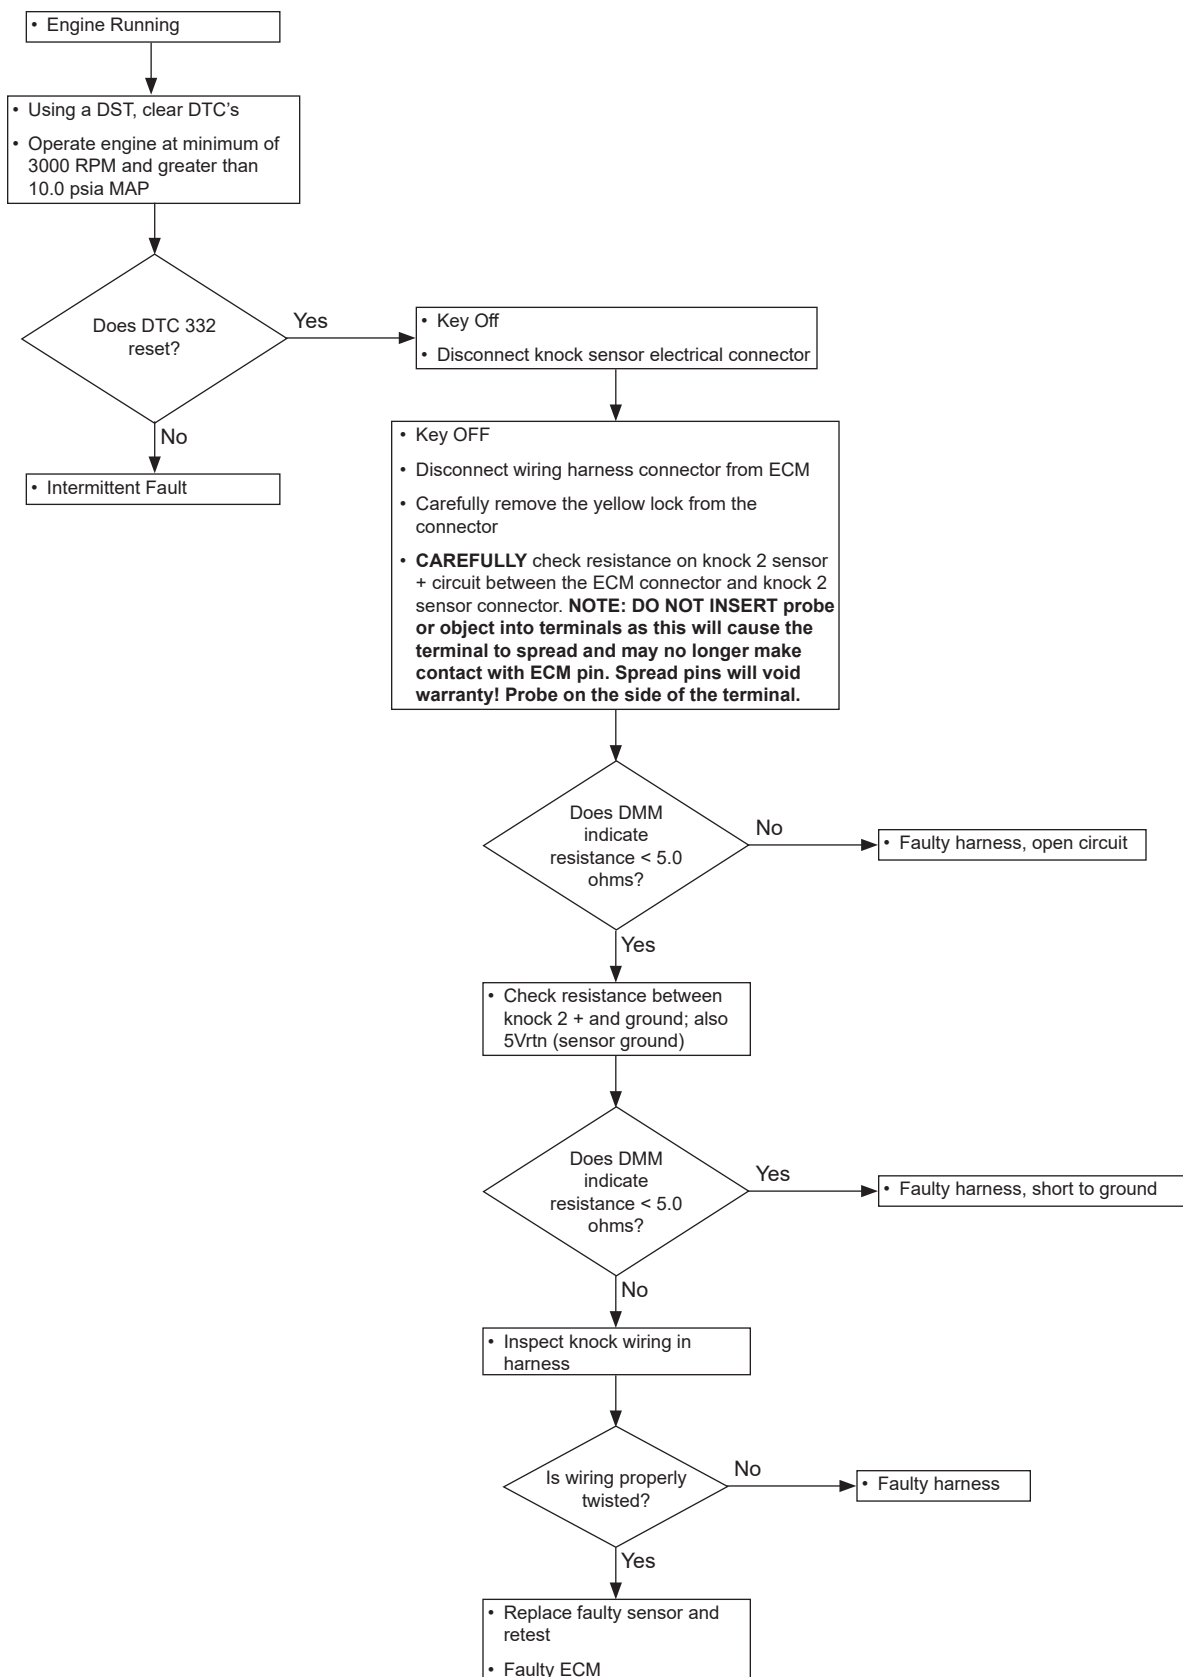 • Engine Running
• Using a DST, clear DTC's
• Operate engine at minimum of
3000 RPM and greater than
10.0 psia MAP
Does DTC 332
reset?
Yes
No
• Intermittent Fault
• Key Off
• Disconnect knock sensor electrical connector
• Key OFF
• Disconnect wiring harness connector from ECM
• Carefully remove the yellow lock from the
connector
• CAREFULLY check resistance on knock 2 sensor
+ circuit between the ECM connector and knock 2
sensor connector. NOTE: DO NOT INSERT probe
or object into terminals as this will cause the
terminal to spread and may no longer make
contact with ECM pin. Spread pins will void
warranty! Probe on the side of the terminal.
Does DMM
indicate
resistance < 5.0
ohms?
No
• Faulty harness, open circuit
Yes
• Check resistance between
knock 2 + and ground; also
5Vrtn (sensor ground)
Does DMM
indicate
resistance < 5.0
ohms?
Yes
• Faulty harness, short to ground
No
• Inspect knock wiring in
harness
Is wiring properly
twisted?
No
• Faulty harness
Yes
• Replace faulty sensor and
retest
• Faulty ECM